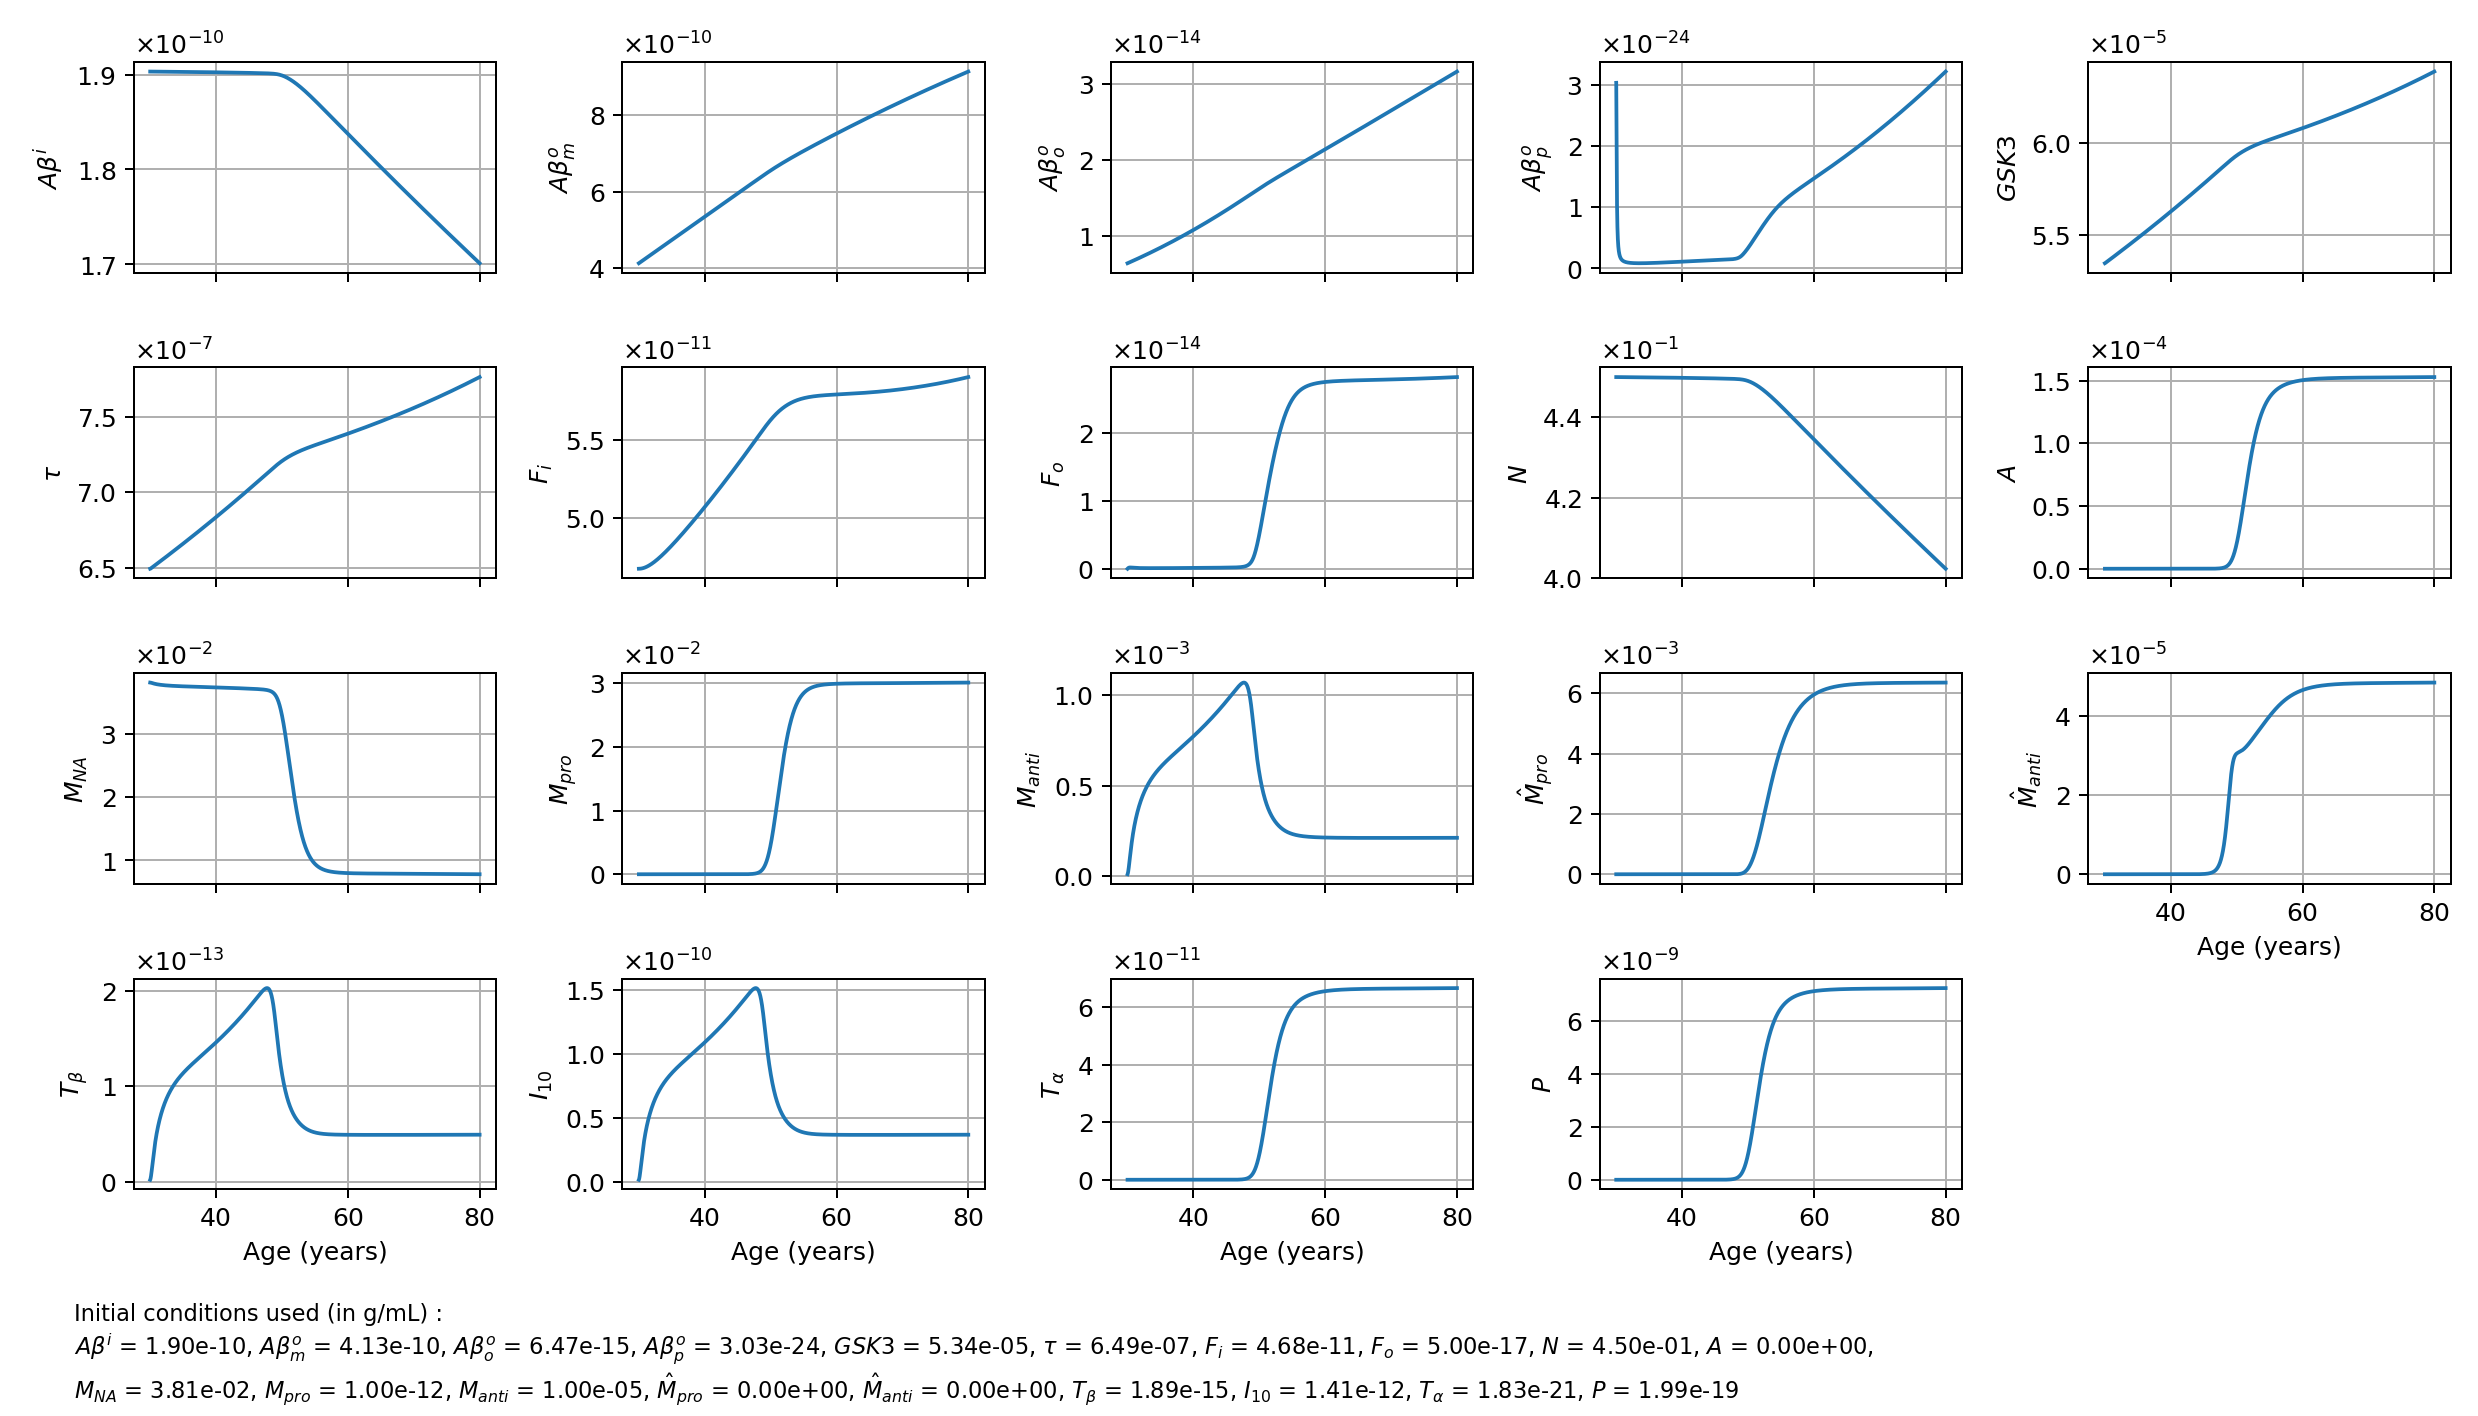 ×10⁻¹⁰ ×10⁻¹⁰ ×10⁻¹⁴ ×10⁻²⁴ ×10⁻⁵
Aβⁱ 1.9 1.8 1.7
Aβₘᵒ 8 6 4
Aβₒᵒ 3 2 1
Aβₚᵒ 3 2 1 0
GSK3 6.0 5.5
×10⁻⁷ ×10⁻¹¹ ×10⁻¹⁴ ×10⁻¹ ×10⁻⁴
τ 7.5 7.0 6.5
Fᵢ 5.5 5.0
Fₒ 2 1 0
N 4.4 4.2 4.0
A 1.5 1.0 0.5 0.0
×10⁻² ×10⁻² ×10⁻³ ×10⁻³ ×10⁻⁵
M_NA 3 2 1
M_pro 3 2 1 0
M_anti 1.0 0.5 0.0
M̂_pro 6 4 2 0
M̂_anti 4 2 0
40 60 80
Age (years)
×10⁻¹³ ×10⁻¹⁰ ×10⁻¹¹ ×10⁻⁹
T_β 2 1 0
I₁₀ 1.5 1.0 0.5 0.0
T_α 6 4 2 0
P 6 4 2 0
40 60 80 40 60 80 40 60 80 40 60 80
Age (years) Age (years) Age (years) Age (years)
Initial conditions used (in g/mL) :
Aβⁱ = 1.90e-10, Aβₘᵒ = 4.13e-10, Aβₒᵒ = 6.47e-15, Aβₚᵒ = 3.03e-24, GSK3 = 5.34e-05, τ = 6.49e-07, Fᵢ = 4.68e-11, Fₒ = 5.00e-17, N = 4.50e-01, A = 0.00e+00,
M_NA = 3.81e-02, M_pro = 1.00e-12, M_anti = 1.00e-05, M̂_pro = 0.00e+00, M̂_anti = 0.00e+00, T_β = 1.89e-15, I₁₀ = 1.41e-12, T_α = 1.83e-21, P = 1.99e-19